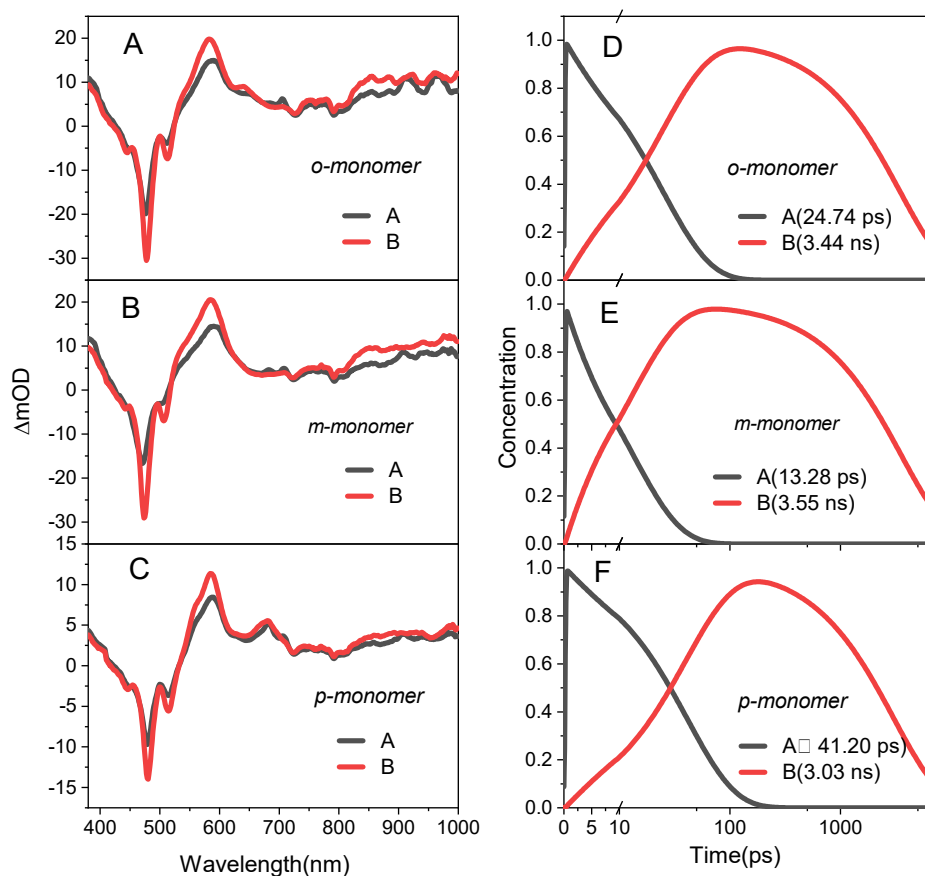 A
20
10
0
-10
-20
-30
o-monomer
A
B
B
20
10
0
-10
-20
-30
m-monomer
A
B
C
15
10
5
0
-5
-10
-15
p-monomer
A
B
ΔmOD
400 500 600 700 800 900 1000
Wavelength(nm)
D
1.0
0.8
0.6
0.4
0.2
0.0
o-monomer
A(24.74 ps)
B(3.44 ns)
E
1.0
0.8
0.6
0.4
0.2
0.0
m-monomer
A(13.28 ps)
B(3.55 ns)
F
1.0
0.8
0.6
0.4
0.2
0.0
p-monomer
A□ 41.20 ps)
B(3.03 ns)
Concentration
0 5 10 100 1000
Time(ps)